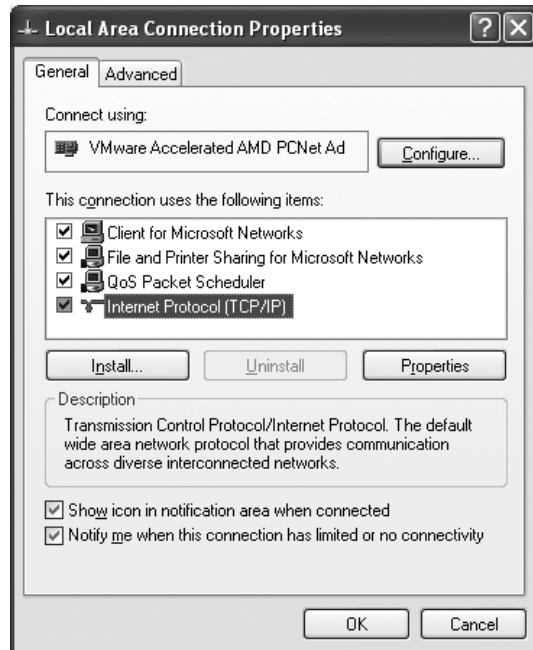 Local Area Connection Properties
General Advanced
Connect using:
VMware Accelerated AMD PCNet Ad Configure...
This connection uses the following items:
Client for Microsoft Networks
File and Printer Sharing for Microsoft Networks
QoS Packet Scheduler
Internet Protocol (TCP/IP)
Install... Uninstall Properties
Description
Transmission Control Protocol/Internet Protocol. The default
wide area network protocol that provides communication
across diverse interconnected networks.
Show icon in notification area when connected
Notify me when this connection has limited or no connectivity
OK Cancel